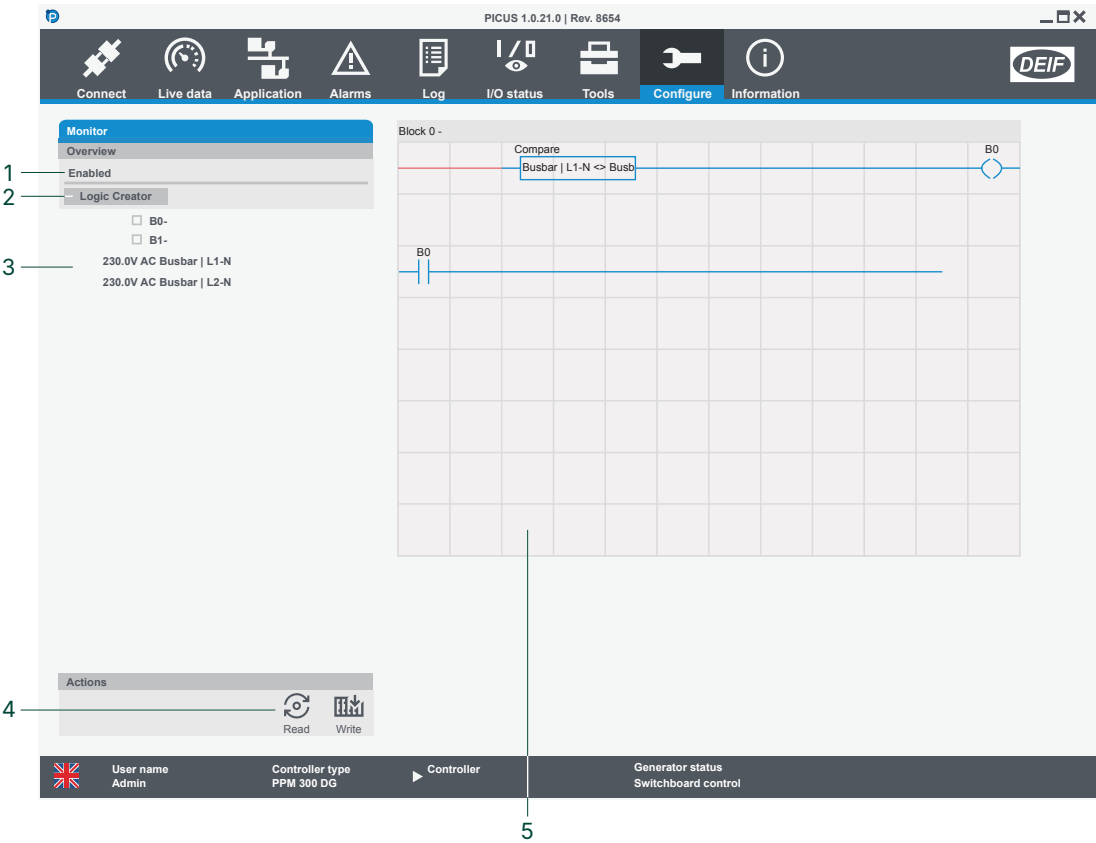 PICUS 1.0.21.0 | Rev. 8654
Connect
Live data
Application
Alarms
Log
I/O status
Tools
Configure
Information
DEIF
Monitor
Overview
1
Enabled
2
Logic Creator
B0-
B1-
3
230.0V AC Busbar | L1-N
230.0V AC Busbar | L2-N
Block 0 -
Compare
Busbar | L1-N <> Busb
B0
B0
Actions
4
Read
Write
User name
Admin
Controller type
PPM 300 DG
Controller
Generator status
Switchboard control
5